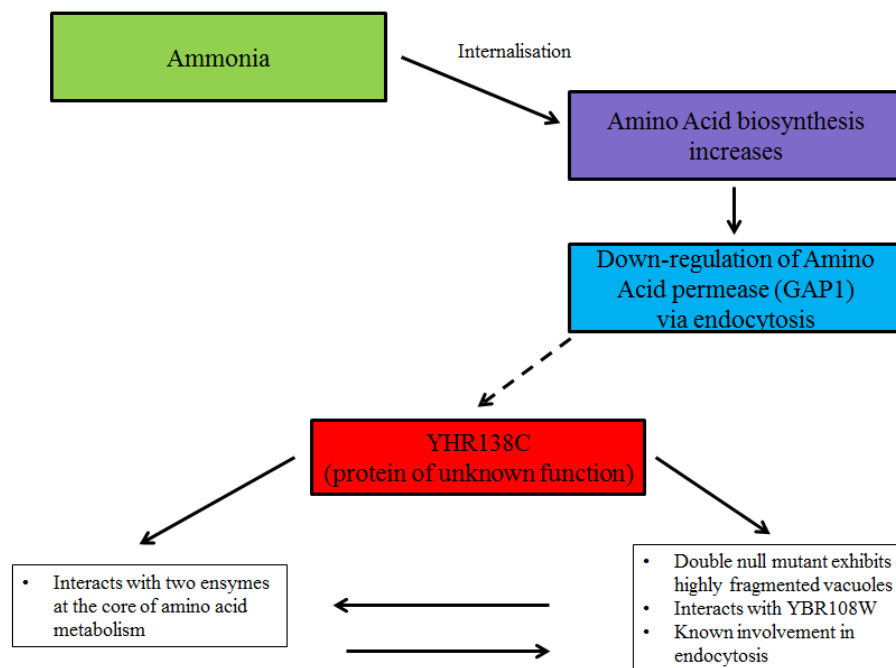 Ammonia
Internalisation
Amino Acid biosynthesis
increases
Down-regulation of Amino
Acid permease (GAP1)
via endocytosis
YHR138C
(protein of unknown function)
• Interacts with two ensymes
at the core of amino acid
metabolism
• Double null mutant exhibits
highly fragmented vacuoles
• Interacts with YBR108W
• Known involvement in
endocytosis